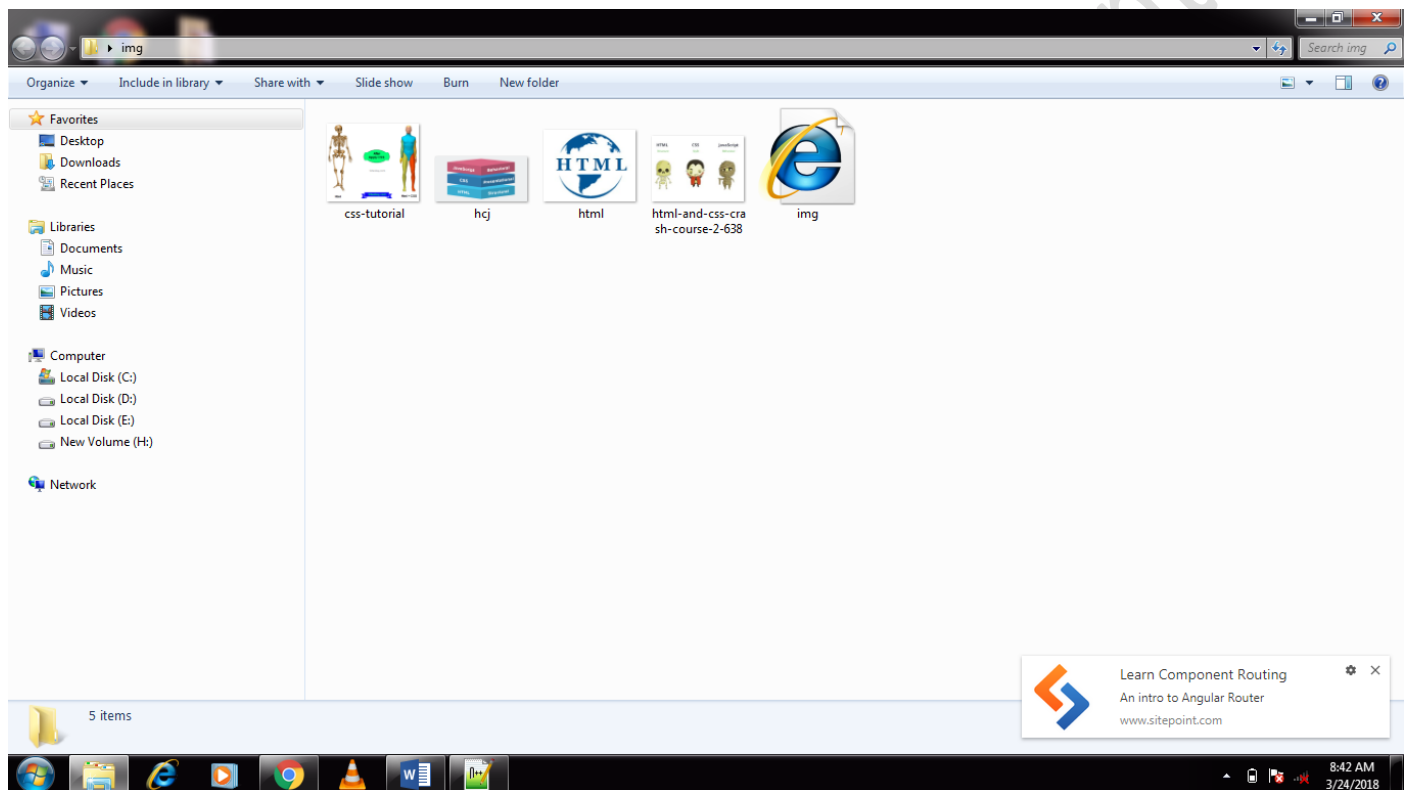 img
Search img
Organize
Include in library
Share with
Slide show
Burn
New folder
Favorites
Desktop
Downloads
Recent Places
Libraries
Documents
Music
Pictures
Videos
Computer
Local Disk (C:)
Local Disk (D:)
Local Disk (E:)
New Volume (H:)
Network
HTML
HTML CSS JavaScript
css-tutorial
hcj
html
html-and-css-cra
sh-course-2-638
img
Learn Component Routing
An intro to Angular Router
www.sitepoint.com
5 items
W
8:42 AM
3/24/2018